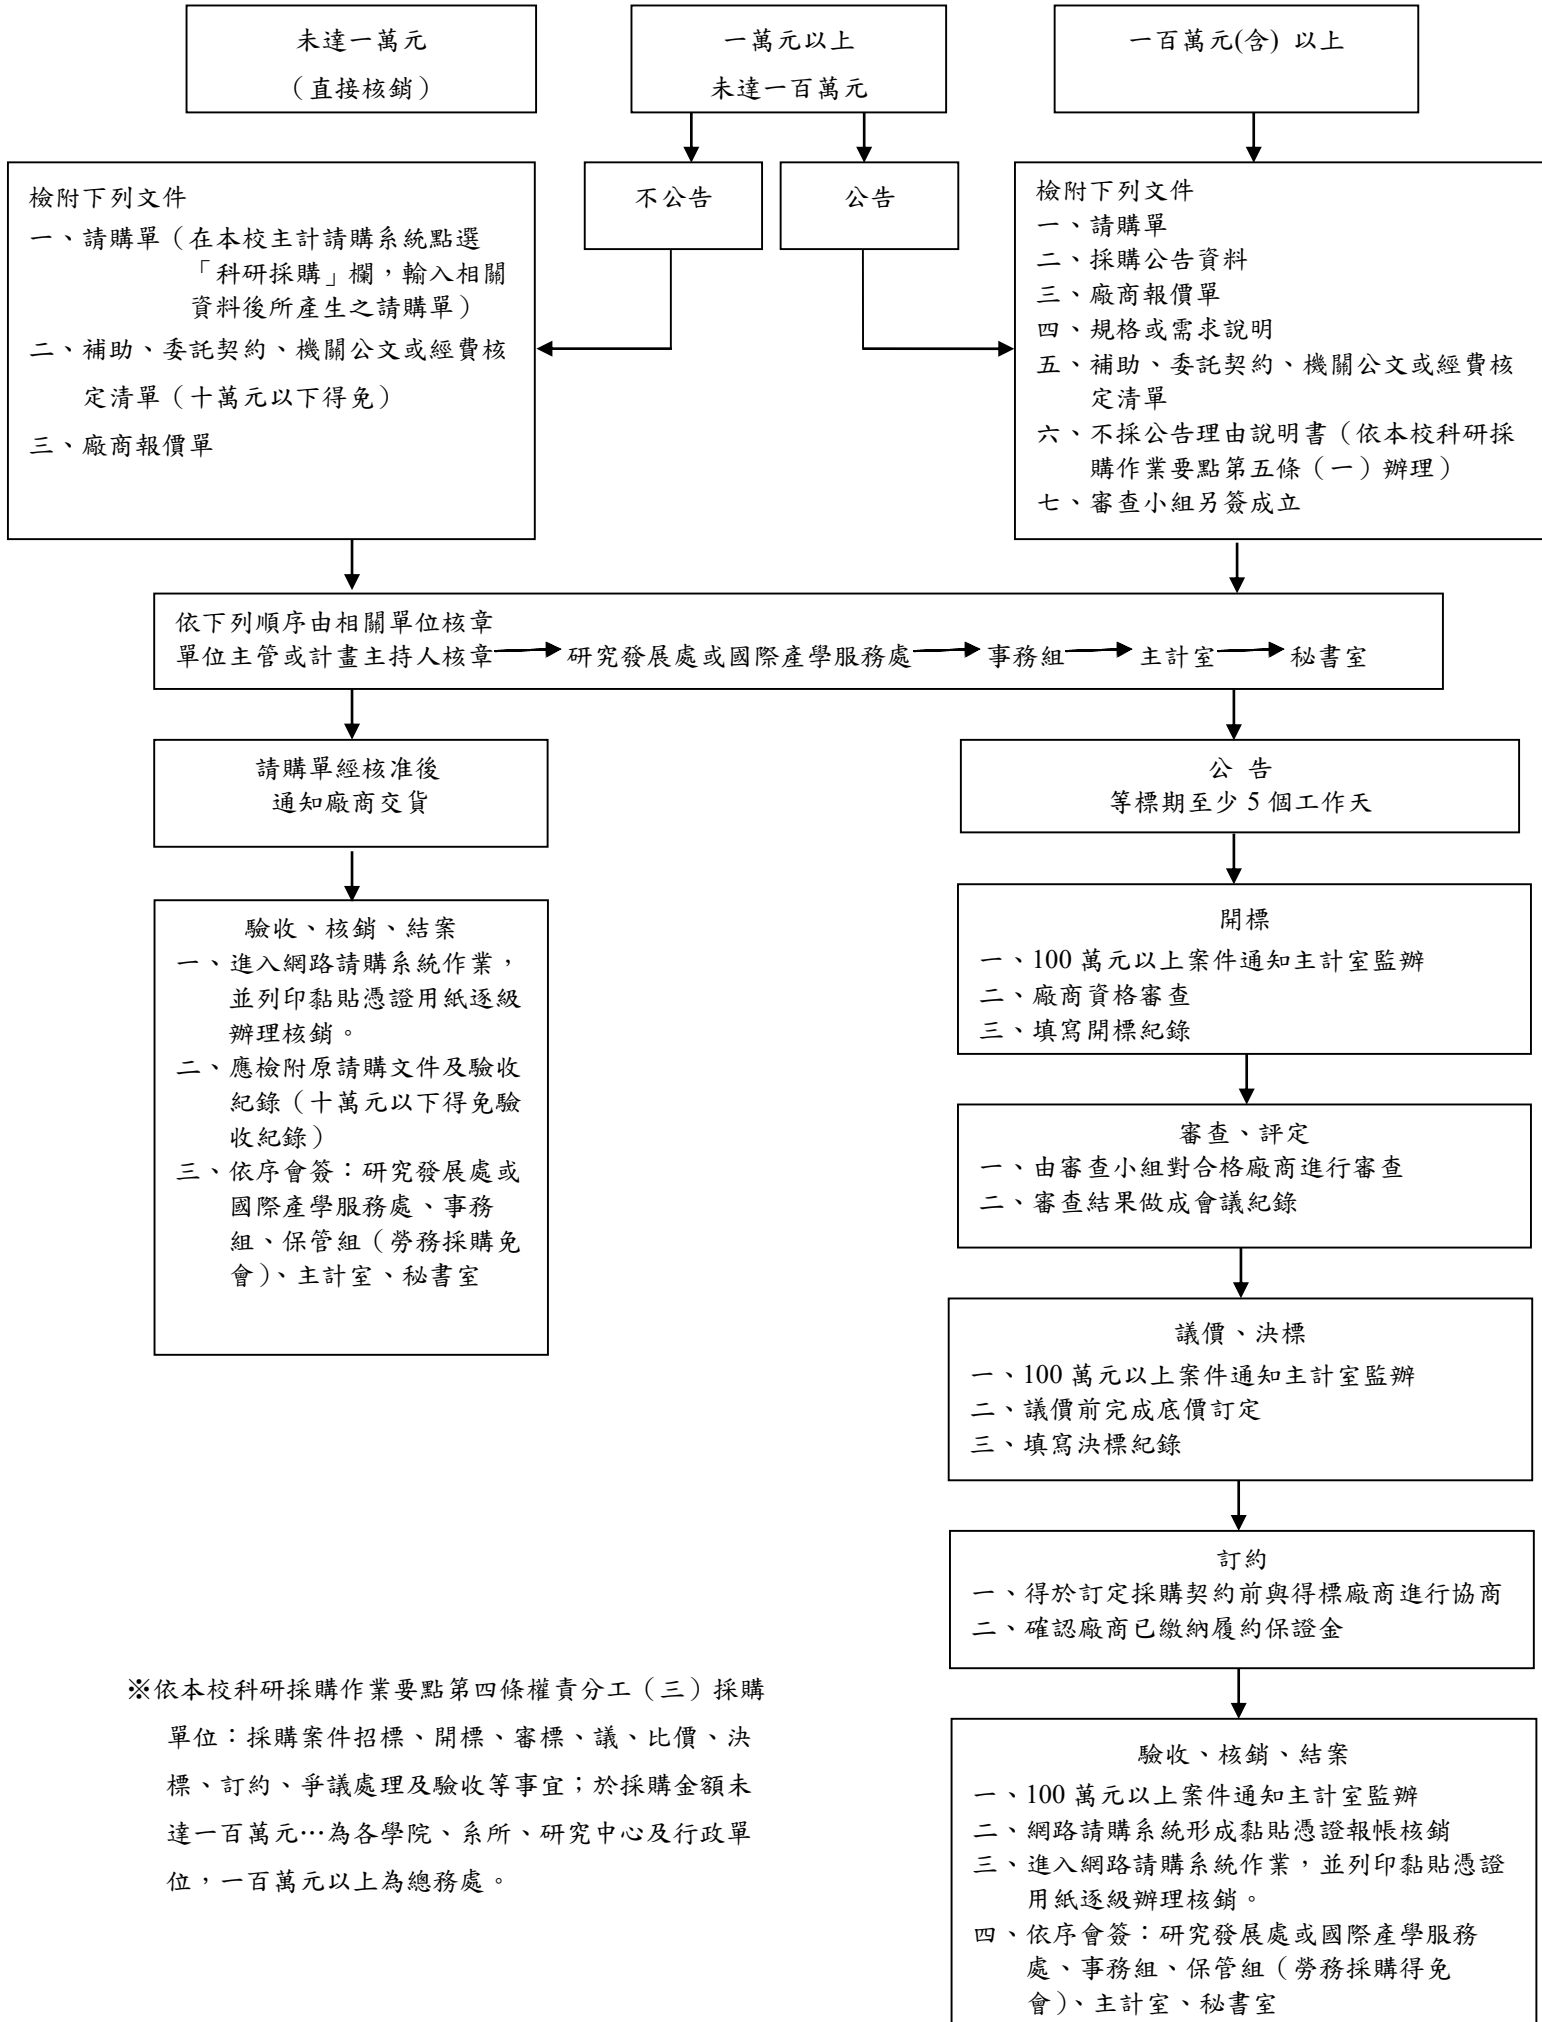 未達一萬元
（直接核銷）
一萬元以上
未達一百萬元
一百萬元(含) 以上
不公告
公告
檢附下列文件
一、請購單（在本校主計請購系統點選
「科研採購」欄，輸入相關
資料後所產生之請購單）
二、補助、委託契約、機關公文或經費核
定清單（十萬元以下得免）
三、廠商報價單
檢附下列文件
一、請購單
二、採購公告資料
三、廠商報價單
四、規格或需求說明
五、補助、委託契約、機關公文或經費核
定清單
六、不採公告理由說明書（依本校科研採
購作業要點第五條（一）辦理）
七、審查小組另簽成立
依下列順序由相關單位核章
單位主管或計畫主持人核章 研究發展處或國際產學服務處 事務組 主計室 秘書室
請購單經核准後
通知廠商交貨
驗收、核銷、結案
一、進入網路請購系統作業，
並列印黏貼憑證用紙逐級
辦理核銷。
二、應檢附原請購文件及驗收
紀錄（十萬元以下得免驗
收紀錄）
三、依序會簽：研究發展處或
國際產學服務處、事務
組、保管組（勞務採購免
會）、主計室、秘書室
公 告
等標期至少 5 個工作天
開標
一、100 萬元以上案件通知主計室監辦
二、廠商資格審查
三、填寫開標紀錄
審查、評定
一、由審查小組對合格廠商進行審查
二、審查結果做成會議紀錄
議價、決標
一、100 萬元以上案件通知主計室監辦
二、議價前完成底價訂定
三、填寫決標紀錄
訂約
一、得於訂定採購契約前與得標廠商進行協商
二、確認廠商已繳納履約保證金
驗收、核銷、結案
一、100 萬元以上案件通知主計室監辦
二、網路請購系統形成黏貼憑證報帳核銷
三、進入網路請購系統作業，並列印黏貼憑證
用紙逐級辦理核銷。
四、依序會簽：研究發展處或國際產學服務
處、事務組、保管組（勞務採購得免
會）、主計室、秘書室
※依本校科研採購作業要點第四條權責分工（三）採購
單位：採購案件招標、開標、審標、議、比價、決
標、訂約、爭議處理及驗收等事宜；於採購金額未
達一百萬元…為各學院、系所、研究中心及行政單
位，一百萬元以上為總務處。